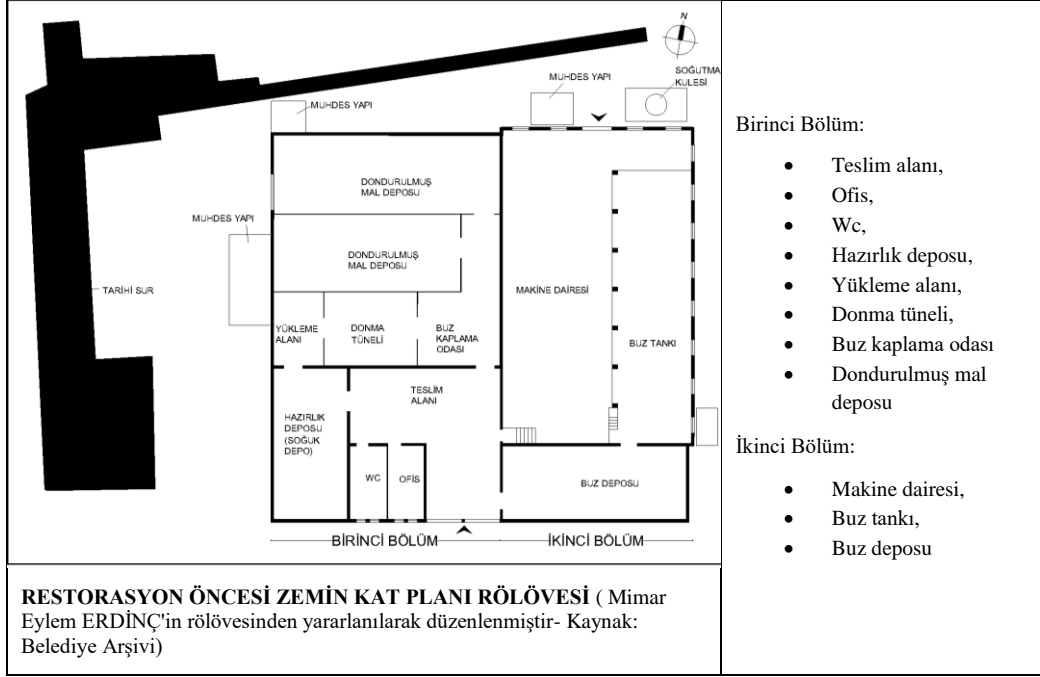 N
SOĞUTMA
KULESİ
MUHDES YAPI
MUHDES YAPI
DONDURULMUŞ
MAL DEPOSU
MUHDES YAPI
DONDURULMUŞ
MAL DEPOSU
TARİHİ SUR
MAKİNE DAİRESİ
YÜKLEME
ALANI
DONMA
TÜNELİ
BUZ
KAPLAMA
ODASI
BUZ TANKI
TESLİM
ALANI
HAZIRLIK
DEPOSU
(SOĞUK
DEPO)
WC
OFİS
BUZ DEPOSU
BİRİNCİ BÖLÜM
İKİNCİ BÖLÜM
RESTORASYON ÖNCESİ ZEMİN KAT PLANI RÖLÖVESİ ( Mimar
Eylem ERDİNÇ'in rölövesinden yararlanılarak düzenlenmiştir- Kaynak:
Belediye Arşivi)
Birinci Bölüm:
• Teslim alanı,
• Ofis,
• Wc,
• Hazırlık deposu,
• Yükleme alanı,
• Donma tüneli,
• Buz kaplama odası
• Dondurulmuş mal
deposu
İkinci Bölüm:
• Makine dairesi,
• Buz tankı,
• Buz deposu